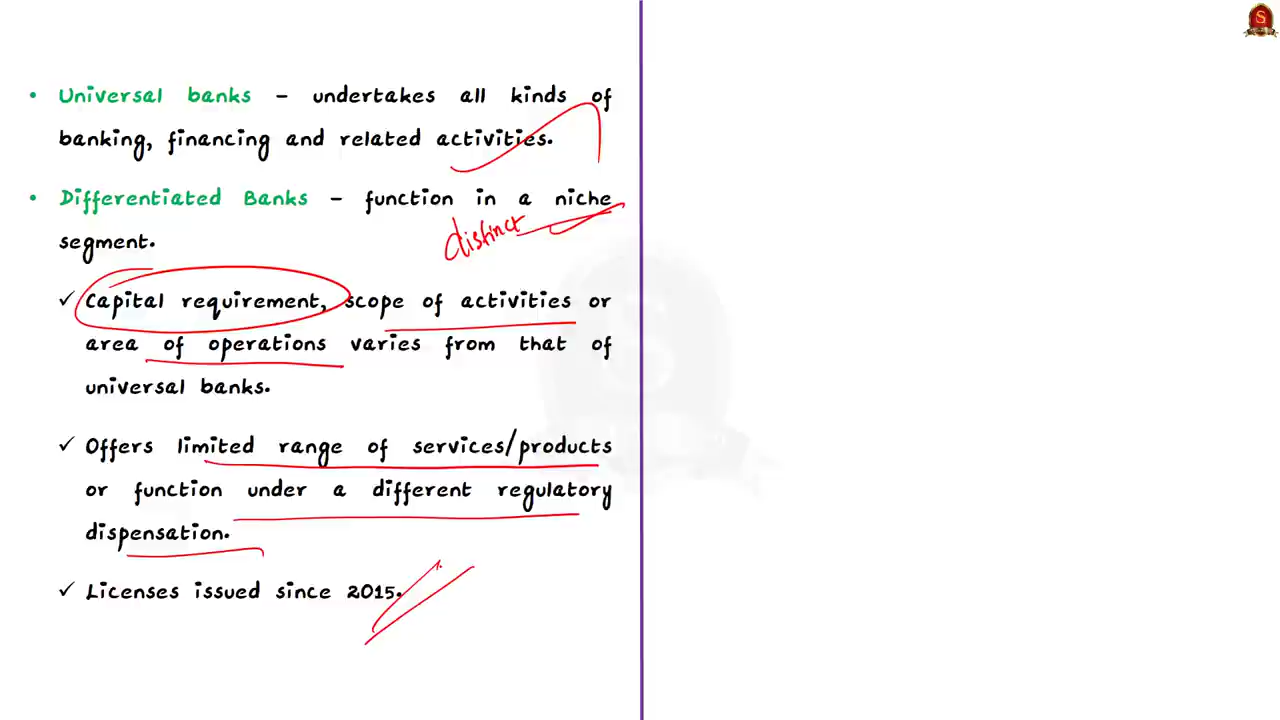 • Universal banks – undertakes all kinds of
banking, financing and related activities.
• Differentiated Banks – function in a niche
distinct
segment.
✓ Capital requirement, scope of activities or
area of operations varies from that of
universal banks.
✓ Offers limited range of services/products
or function under a different regulatory
dispensation.
✓ Licenses issued since 2015.
S